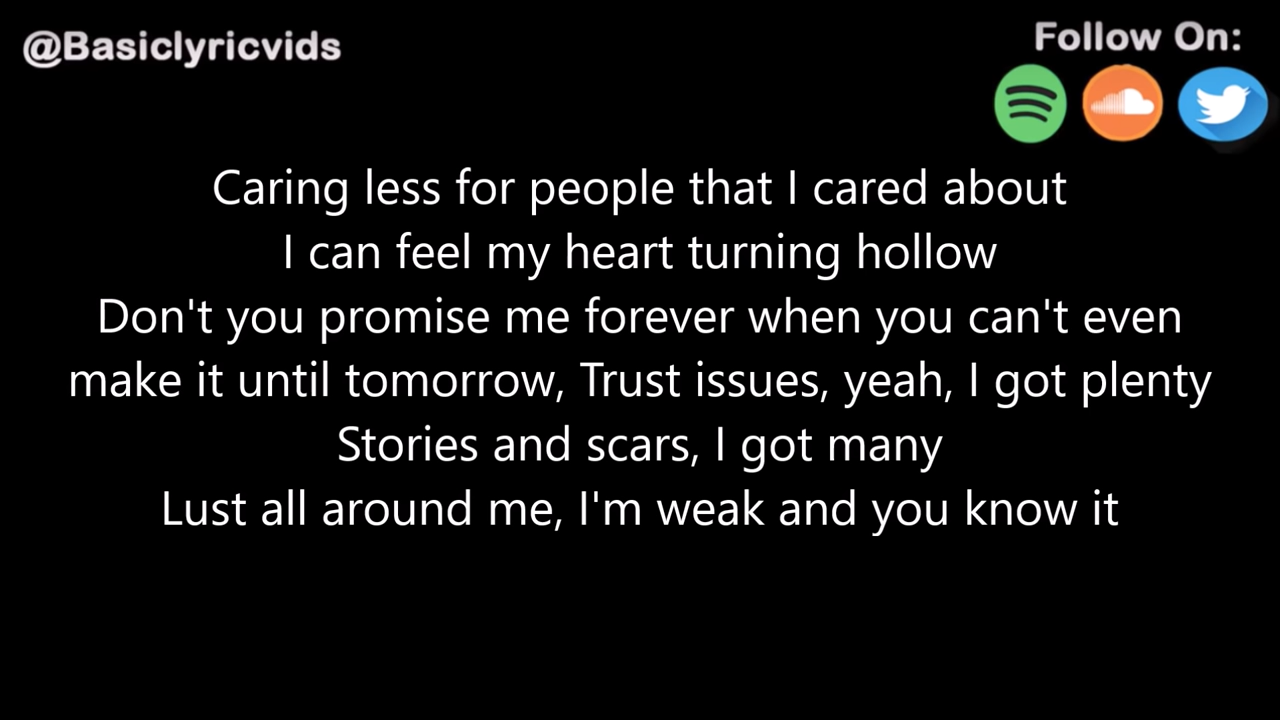 @Basiclyricvids
Follow On:
Caring less for people that I cared about
I can feel my heart turning hollow
Don't you promise me forever when you can't even
make it until tomorrow, Trust issues, yeah, I got plenty
Stories and scars, I got many
Lust all around me, I'm weak and you know it